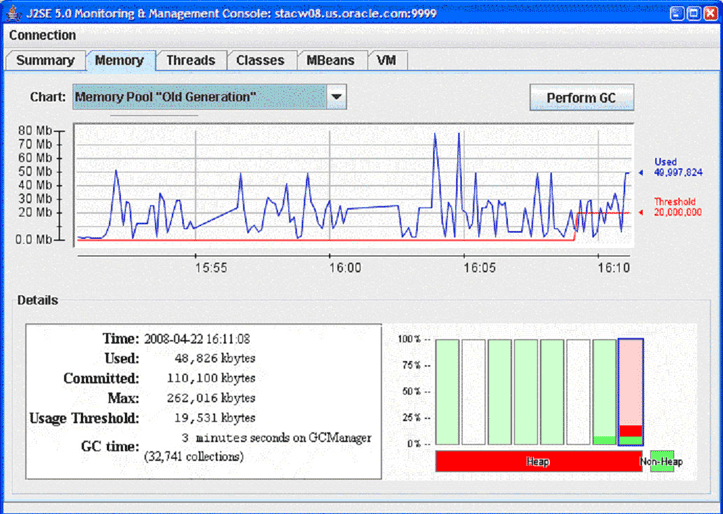 J2SE 5.0 Monitoring & Management Console: stacw08.us.oracle.com:9999
Connection
Summary Memory Threads Classes MBeans VM
Chart: Memory Pool "Old Generation" Perform GC
80 Mb
70 Mb
60 Mb
50 Mb
40 Mb
30 Mb
20 Mb
0.0 Mb
Used
49,997,824
Threshold
20,000,000
15:55 16:00 16:05 16:10
Details
Time: 2008-04-22 16:11:08
Used: 48,826 kbytes
Committed: 110,100 kbytes
Max: 262,016 kbytes
Usage Threshold: 19,531 kbytes
GC time: 3 minutes seconds on GCManager
(32,741 collections)
100% --
75% --
50% --
25% --
0% --
Heap Non-Heap